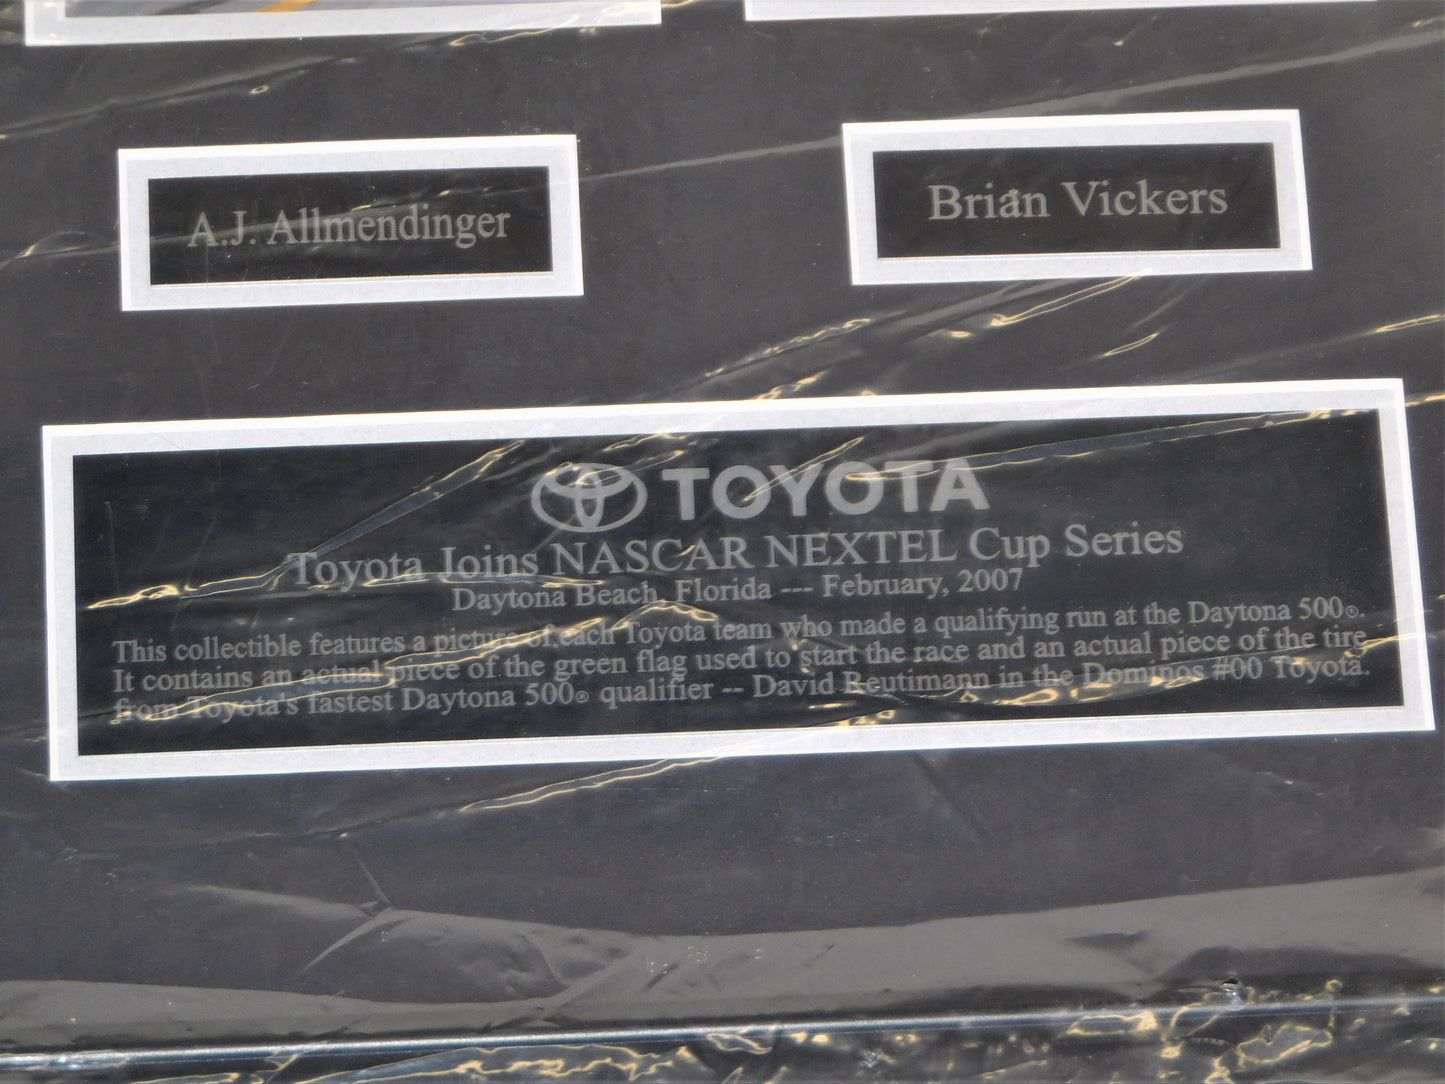 A.J. Allmendinger
Brian Vickers
TOYOTA
Toyota Joins NASCAR NEXTEL Cup Series
Daytona Beach, Florida --- February, 2007
This collectible features a picture of each Toyota team who made a qualifying run at the Daytona 500®.
It contains an actual piece of the green flag used to start the race and an actual piece of the tire
from Toyota's fastest Daytona 500® qualifier -- David Reutimann in the Dominos #00 Toyota.